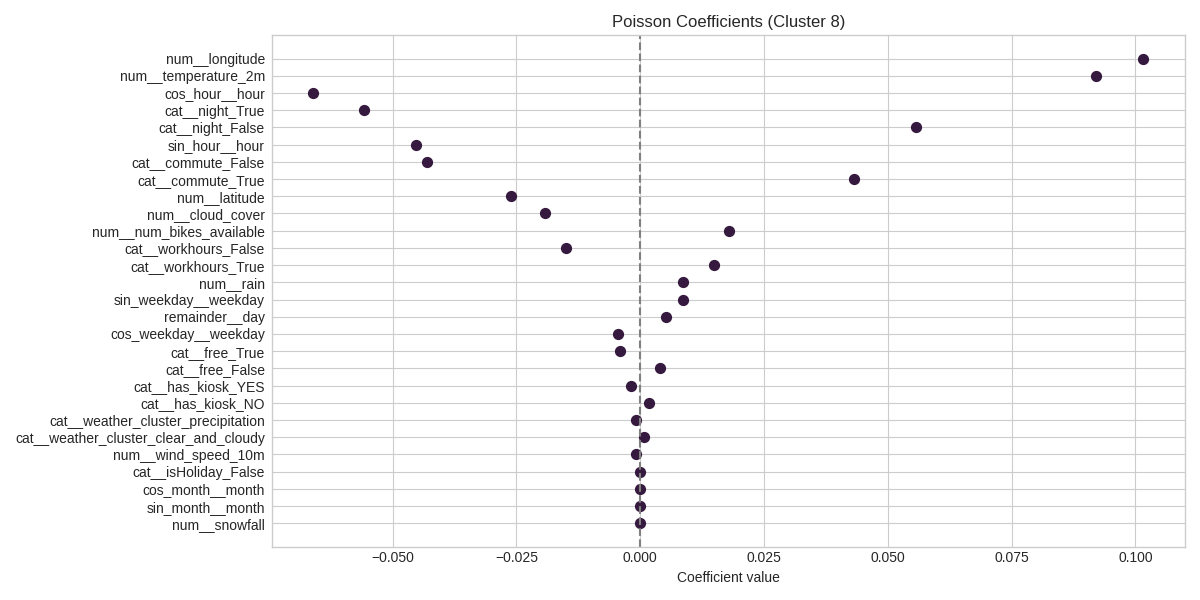 Poisson Coefficients (Cluster 8)
num__longitude
num__temperature_2m
cos_hour__hour
cat__night_True
cat__night_False
sin_hour__hour
cat__commute_False
cat__commute_True
num__latitude
num__cloud_cover
num__num_bikes_available
cat__workhours_False
cat__workhours_True
num__rain
sin_weekday__weekday
remainder__day
cos_weekday__weekday
cat__free_True
cat__free_False
cat__has_kiosk_YES
cat__has_kiosk_NO
cat__weather_cluster_precipitation
cat__weather_cluster_clear_and_cloudy
num__wind_speed_10m
cat__isHoliday_False
cos_month__month
sin_month__month
num__snowfall
−0.050 −0.025 0.000 0.025 0.050 0.075 0.100
Coefficient value